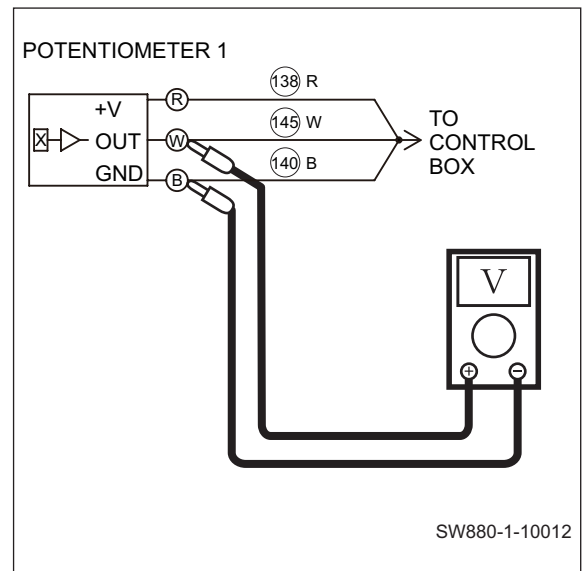 POTENTIOMETER 1
138 R
+V R
145 W
TO
X OUT W
CONTROL
140 B
BOX
GND B
V
+ −
SW880-1-10012